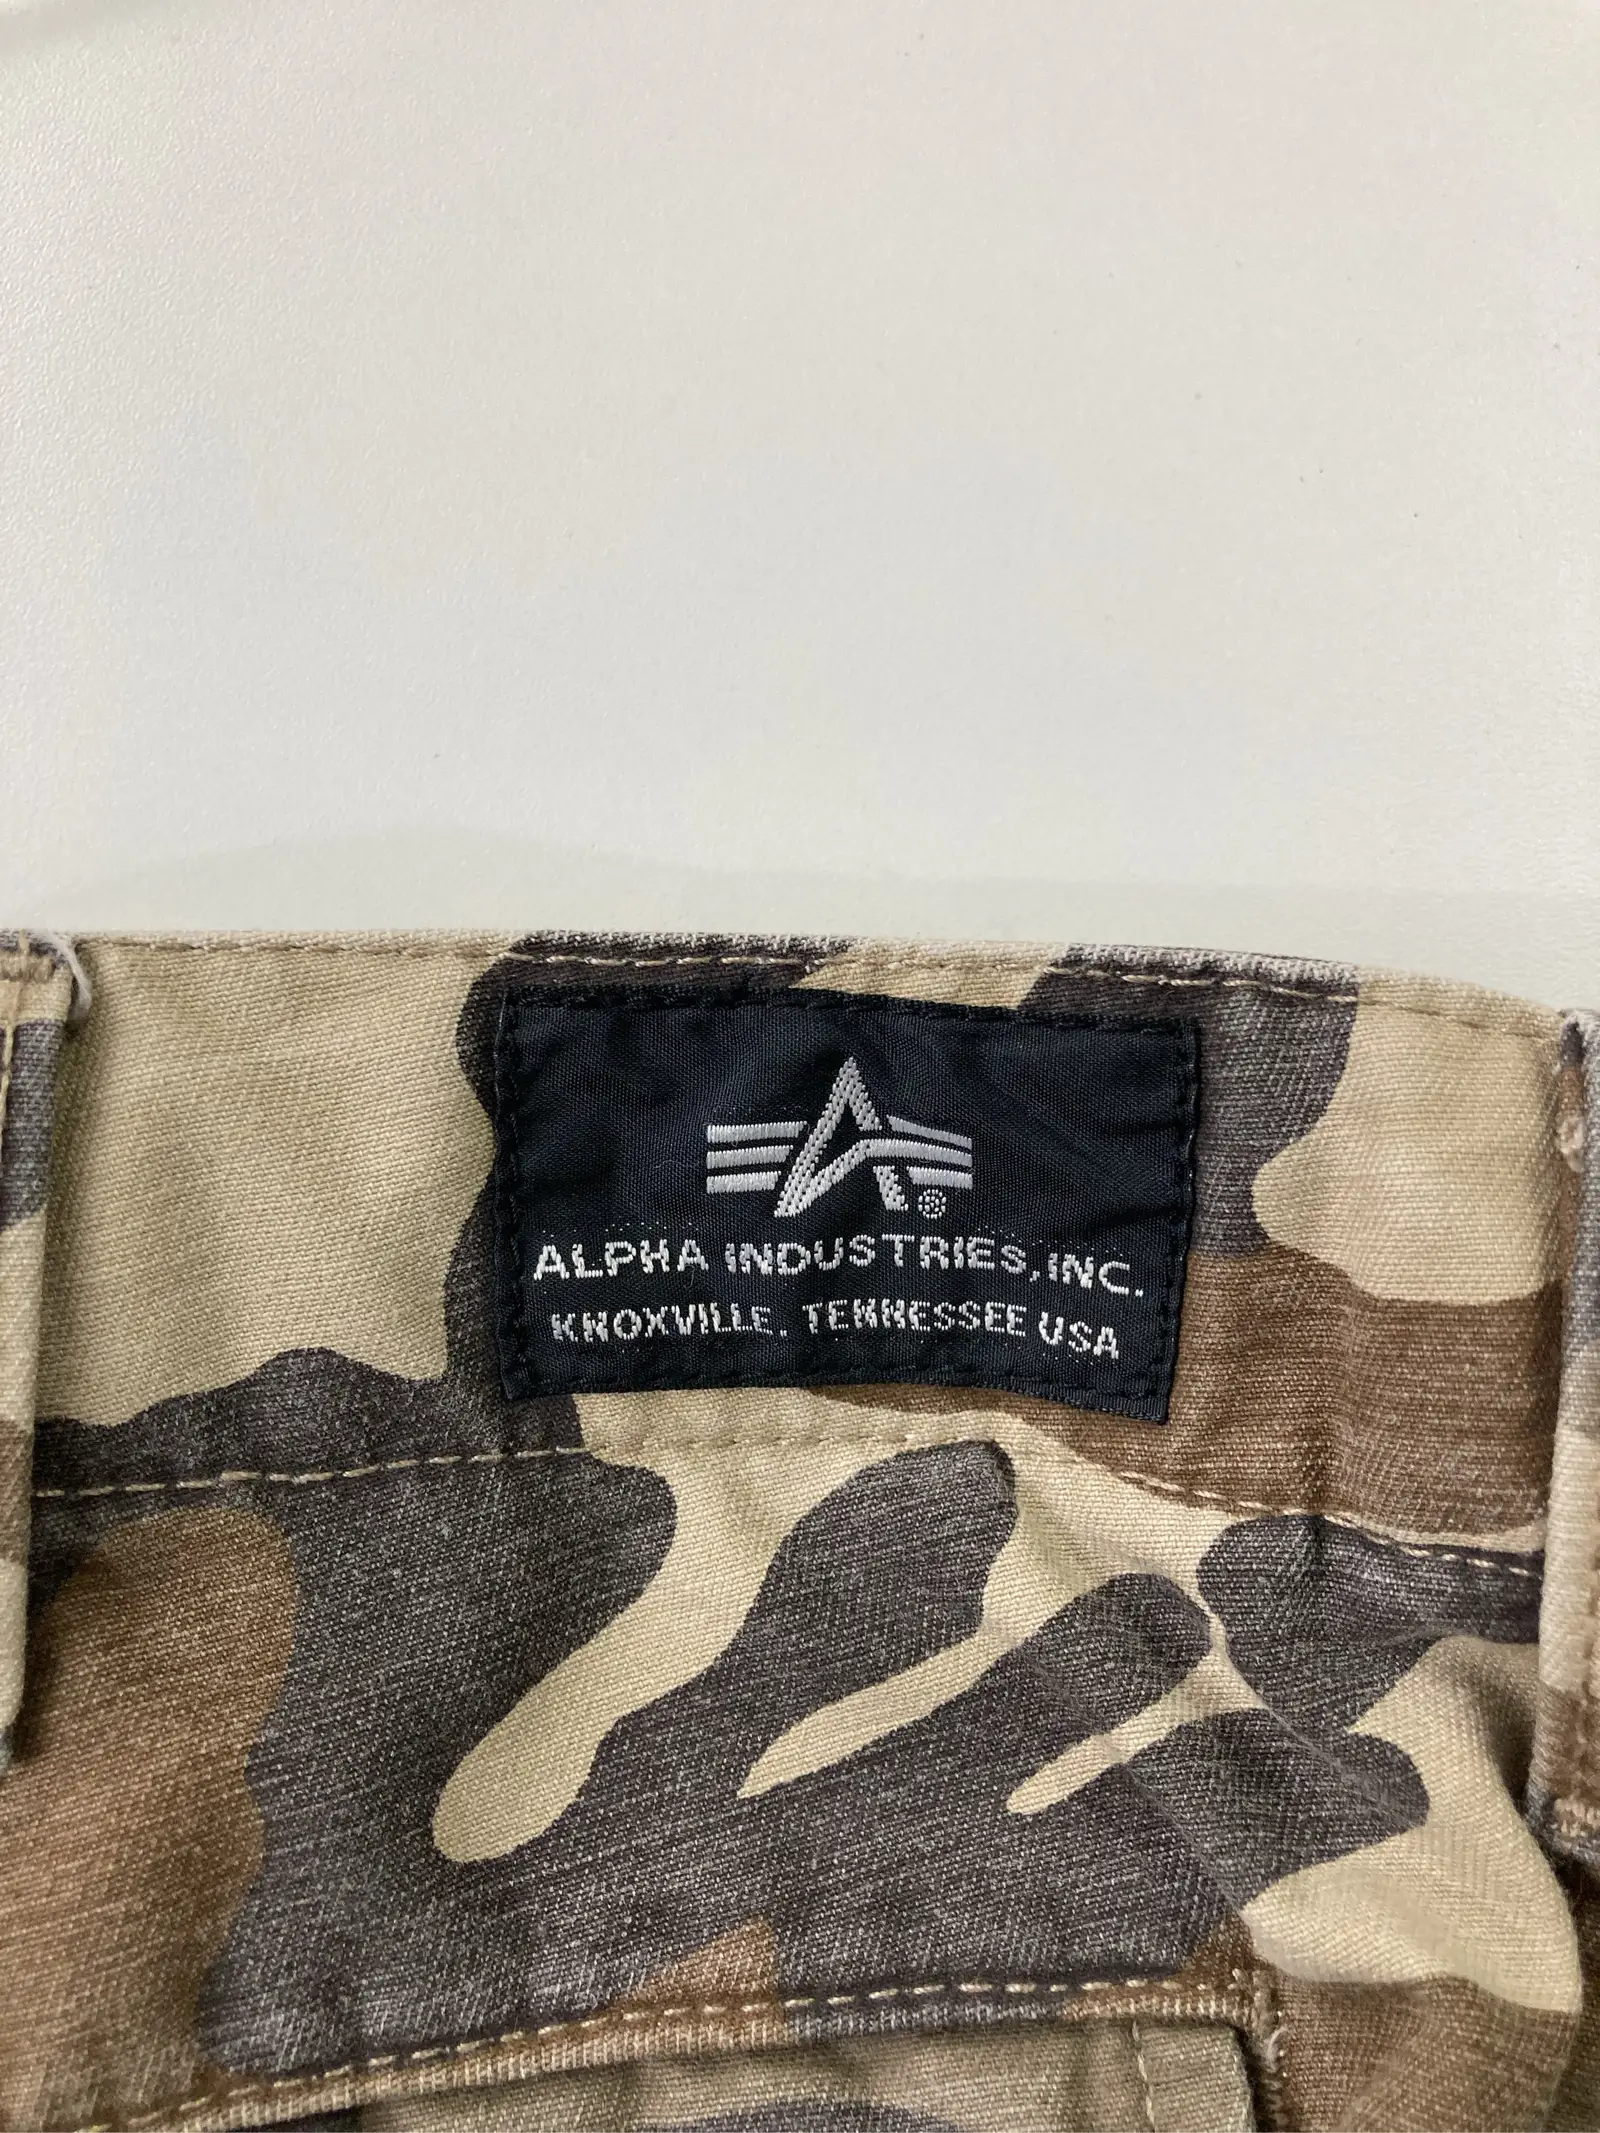 ®
ALPHA INDUSTRIES, INC.
KNOXVILLE, TENNESSEE USA